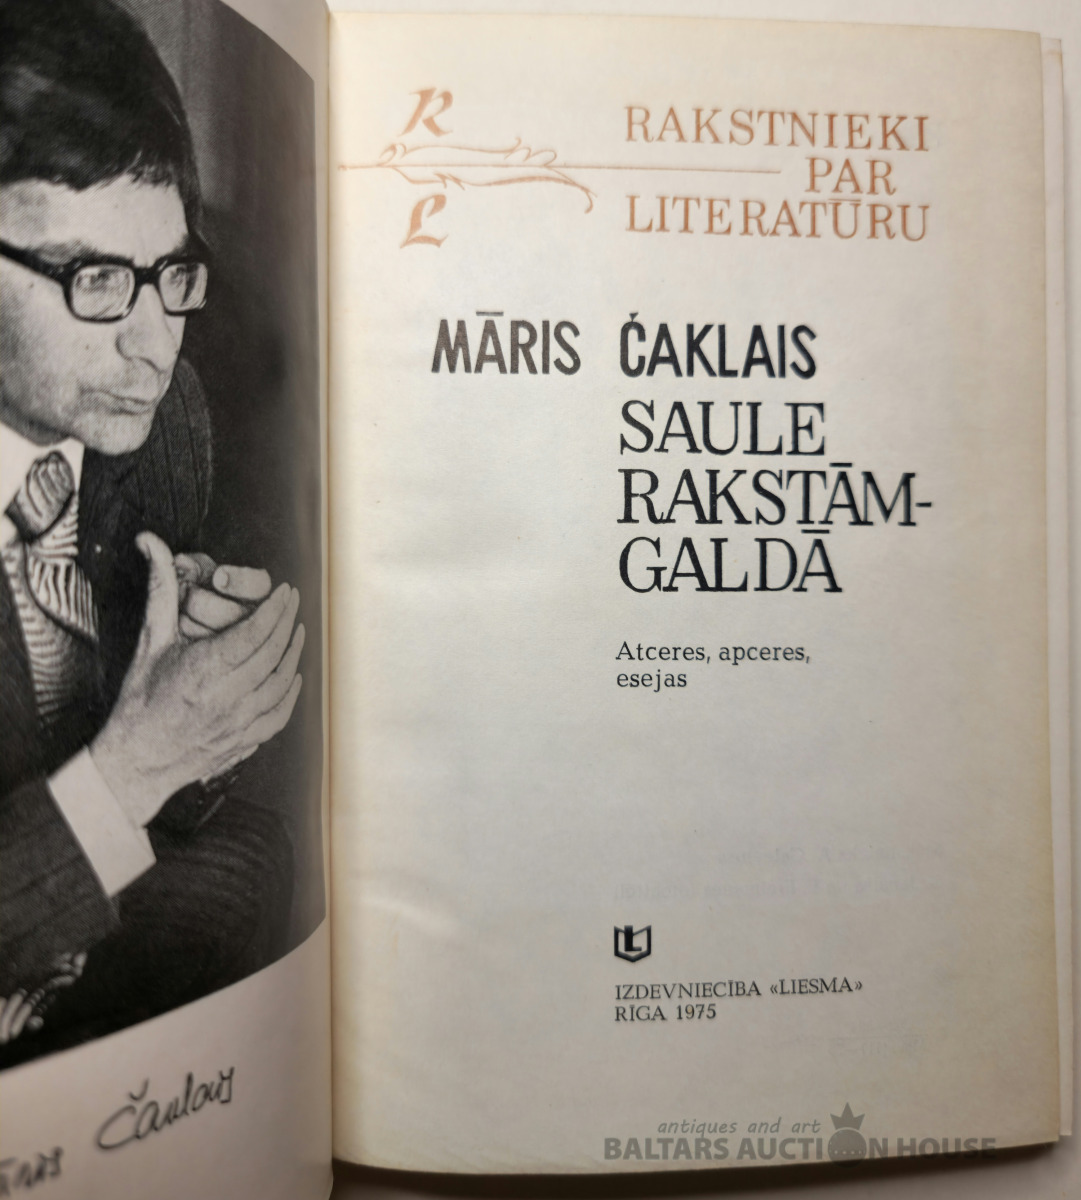 R
L
RAKSTNIEKI
PAR
LITERATŪRU
MĀRIS ČAKLAIS
SAULE
RAKSTĀM-
GALDĀ
Atceres, apceres,
esejas
L
IZDEVNIECĪBA «LIESMA»
RĪGA 1975
antiques and art
BALTARS AUCTION HOUSE